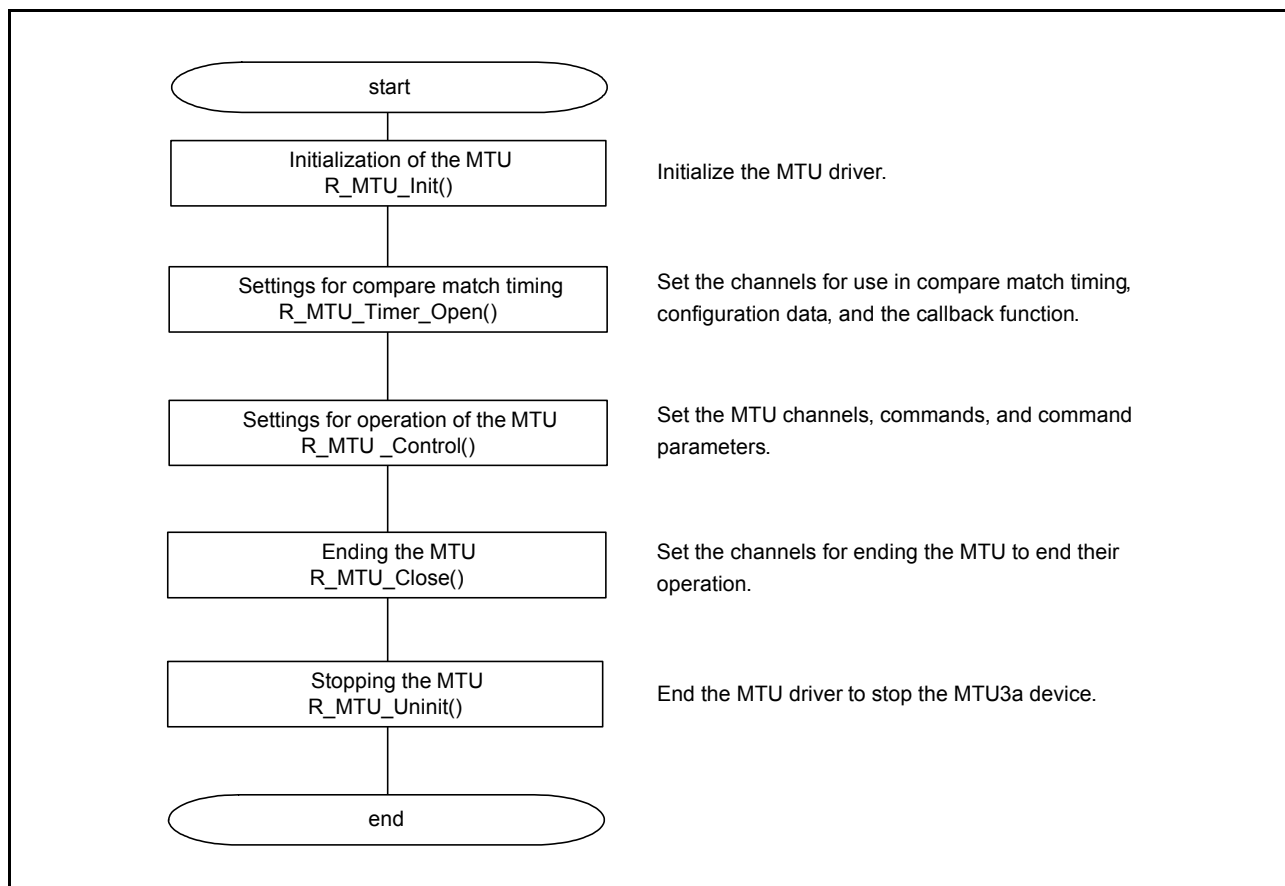 start
Initialization of the MTU
R_MTU_Init()
Initialize the MTU driver.
Settings for compare match timing
R_MTU_Timer_Open()
Set the channels for use in compare match timing,
configuration data, and the callback function.
Settings for operation of the MTU
R_MTU _Control()
Set the MTU channels, commands, and command
parameters.
Ending the MTU
R_MTU_Close()
Set the channels for ending the MTU to end their
operation.
Stopping the MTU
R_MTU_Uninit()
End the MTU driver to stop the MTU3a device.
end